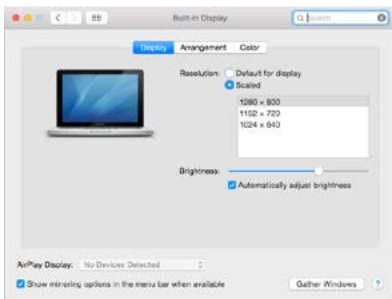 Built-in Display
Search
Display Arrangement Color
Resolution: Default for display
Scaled
1280 × 800
1152 × 720
1024 × 640
Brightness:
Automatically adjust brightness
AirPlay Display: No Devices Detected
Show mirroring options in the menu bar when available
Gather Windows ?